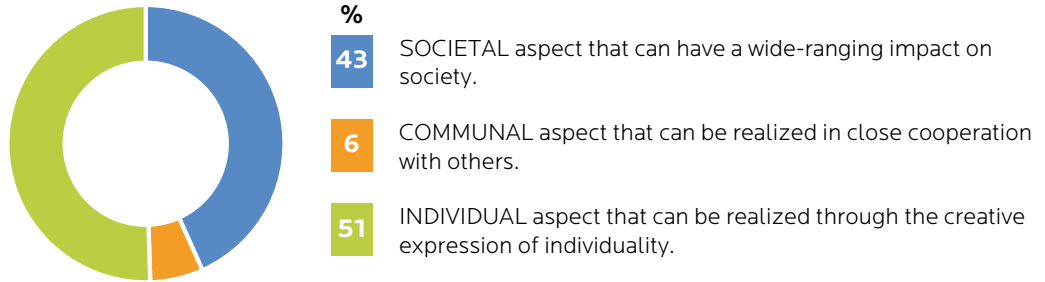 %
43 SOCIETAL aspect that can have a wide-ranging impact on
society.
6 COMMUNAL aspect that can be realized in close cooperation
with others.
51 INDIVIDUAL aspect that can be realized through the creative
expression of individuality.